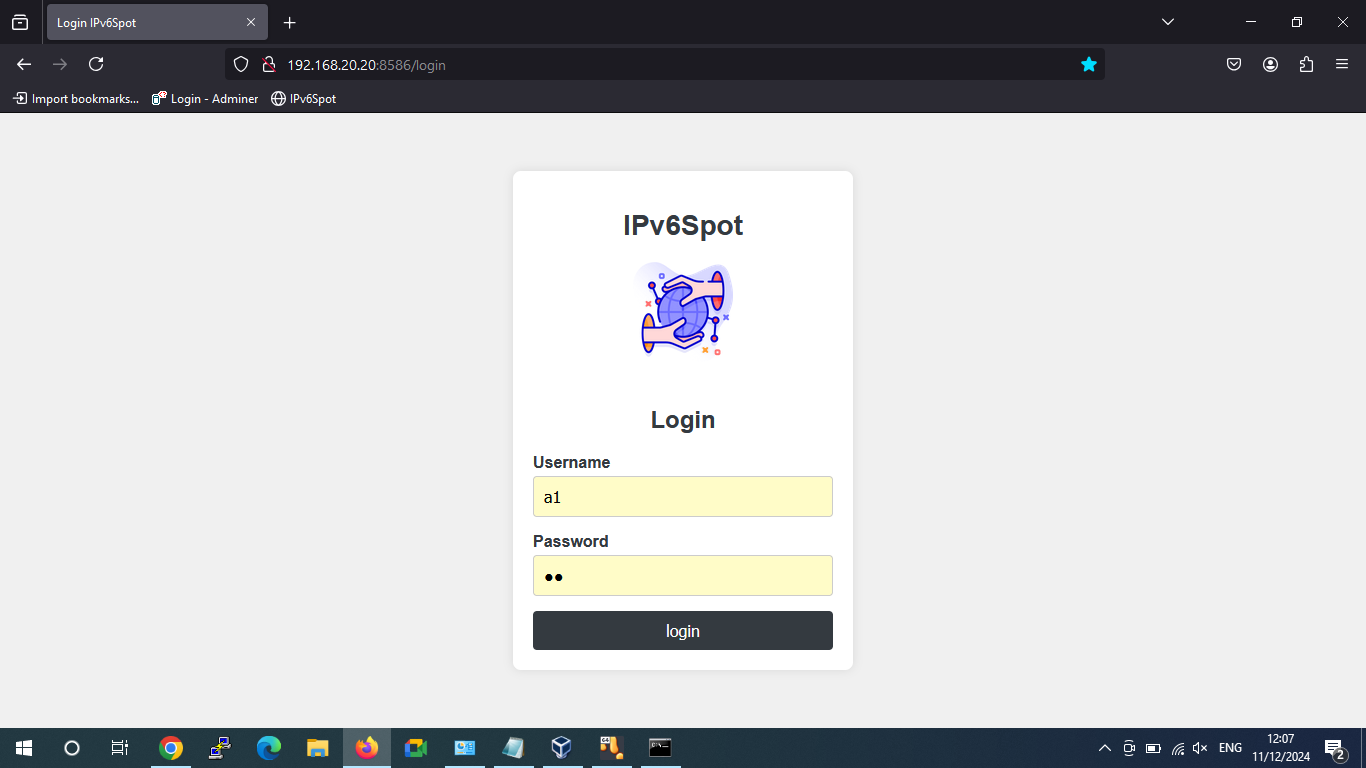 Login IPv6Spot
192.168.20.20:8586/login
Import bookmarks... Login - Adminer IPv6Spot
IPv6Spot
Login
Username
a1
Password
●●
login
ENG
12:07
11/12/2024
2